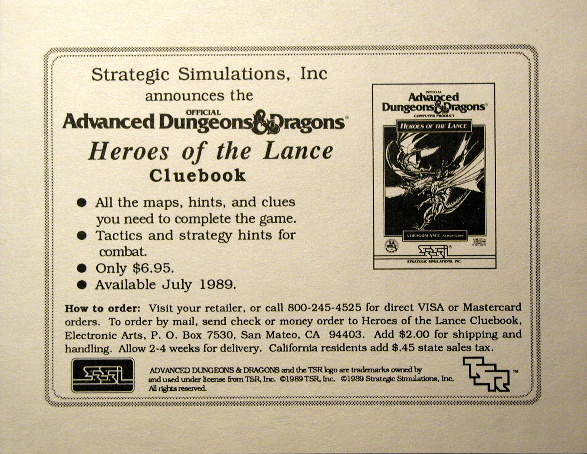 Strategic Simulations, Inc
announces the
OFFICIAL
Advanced Dungeons & Dragons®
Heroes of the Lance
Cluebook
● All the maps, hints, and clues
you need to complete the game.
● Tactics and strategy hints for
combat.
● Only $6.95.
● Available July 1989.
OFFICIAL
Advanced
Dungeons & Dragons®
COMPUTER PRODUCT
HEROES OF THE LANCE
A DRAGONLANCE Action Game
SSI®
STRATEGIC SIMULATIONS, INC.
How to order: Visit your retailer, or call 800-245-4525 for direct VISA or Mastercard
orders. To order by mail, send check or money order to Heroes of the Lance Cluebook,
Electronic Arts, P. O. Box 7530, San Mateo, CA 94403. Add $2.00 for shipping and
handling. Allow 2-4 weeks for delivery. California residents add $.45 state sales tax.
SSI
ADVANCED DUNGEONS & DRAGONS and the TSR logo are trademarks owned by
and used under license from TSR, Inc. ©1989 TSR, Inc. ©1989 Strategic Simulations, Inc.
All rights reserved.
TSR™